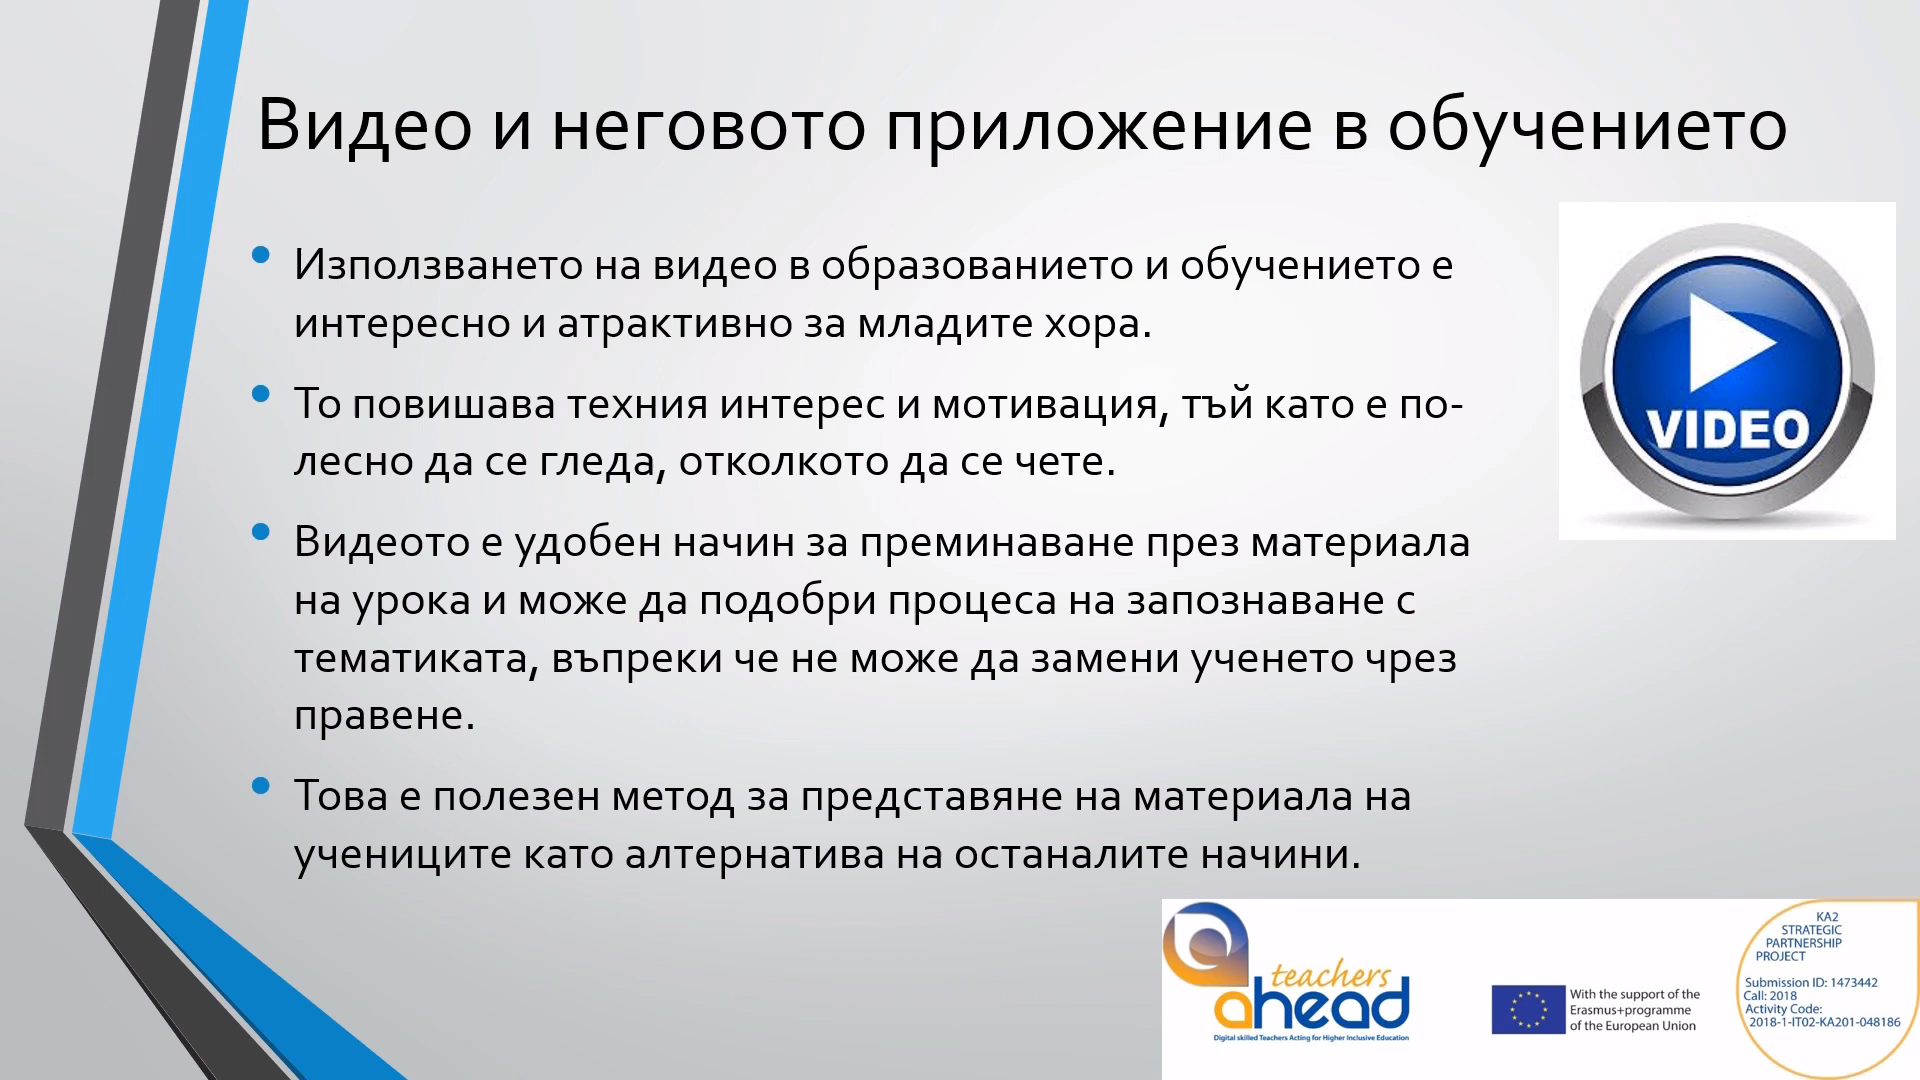 Видео и неговото приложение в обучението
Използването на видео в образованието и обучението е
интересно и атрактивно за младите хора.
То повишава техния интерес и мотивация, тъй като е по-
лесно да се гледа, отколкото да се чете.
Видеото е удобен начин за преминаване през материала
на урока и може да подобри процеса на запознаване с
тематиката, въпреки че не може да замени ученето чрез
правене.
Това е полезен метод за представяне на материала на
учениците като алтернатива на останалите начини.
VIDEO
teachers
ahead
Digital skilled Teachers Acting for Higher Inclusive Education
With the support of the
Erasmus+programme
of the European Union
KA2
STRATEGIC
PARTNERSHIP
PROJECT
Submission ID: 1473442
Call: 2018
Activity Code:
2018-1-IT02-KA201-048186